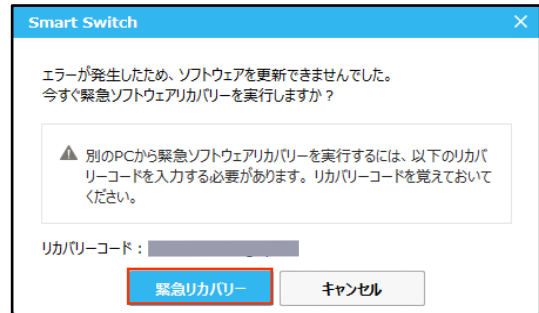 Smart Switch
エラーが発生したため、ソフトウェアを更新できませんでした。
今すぐ緊急ソフトウェアリカバリーを実行しますか？
別のPCから緊急ソフトウェアリカバリーを実行するには、以下のリカバ
リーコードを入力する必要があります。リカバリーコードを覚えておいて
ください。
リカバリーコード：
緊急リカバリー キャンセル